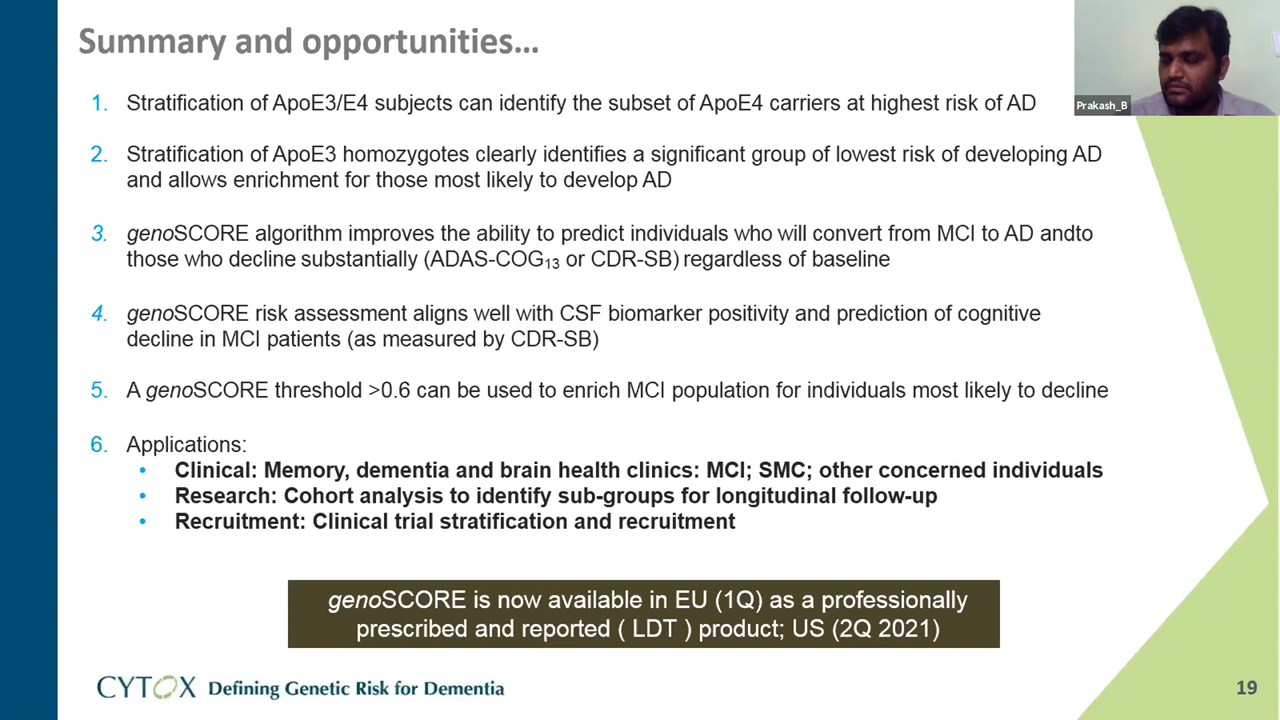 Summary and opportunities…
Prakash_B
1. Stratification of ApoE3/E4 subjects can identify the subset of ApoE4 carriers at highest risk of AD
2. Stratification of ApoE3 homozygotes clearly identifies a significant group of lowest risk of developing AD
and allows enrichment for those most likely to develop AD
3. genoSCORE algorithm improves the ability to predict individuals who will convert from MCI to AD andto
those who decline substantially (ADAS-COG₁₃ or CDR-SB) regardless of baseline
4. genoSCORE risk assessment aligns well with CSF biomarker positivity and prediction of cognitive
decline in MCI patients (as measured by CDR-SB)
5. A genoSCORE threshold >0.6 can be used to enrich MCI population for individuals most likely to decline
6. Applications:
• Clinical: Memory, dementia and brain health clinics: MCI; SMC; other concerned individuals
• Research: Cohort analysis to identify sub-groups for longitudinal follow-up
• Recruitment: Clinical trial stratification and recruitment
genoSCORE is now available in EU (1Q) as a professionally
prescribed and reported ( LDT ) product; US (2Q 2021)
CYTOX Defining Genetic Risk for Dementia
19